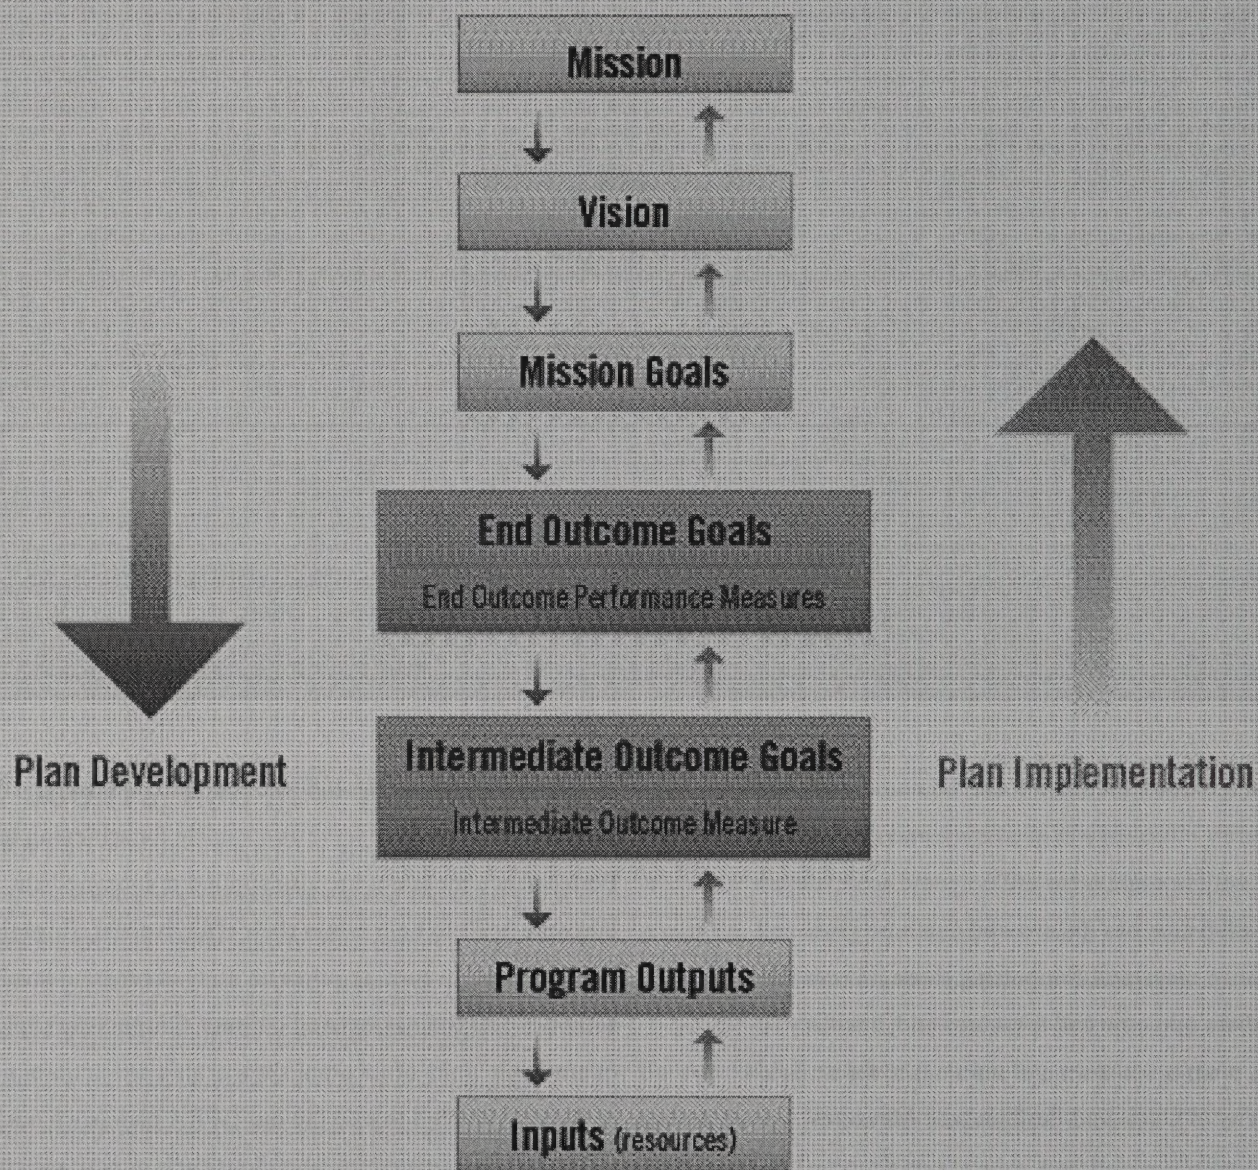 Mission
Vision
Mission Goals
End Outcome Goals
End Outcome Performance Measures
Intermediate Outcome Goals
Intermediate Outcome Measure
Plan Development
Plan Implementation
Program Outputs
Inputs (resources)